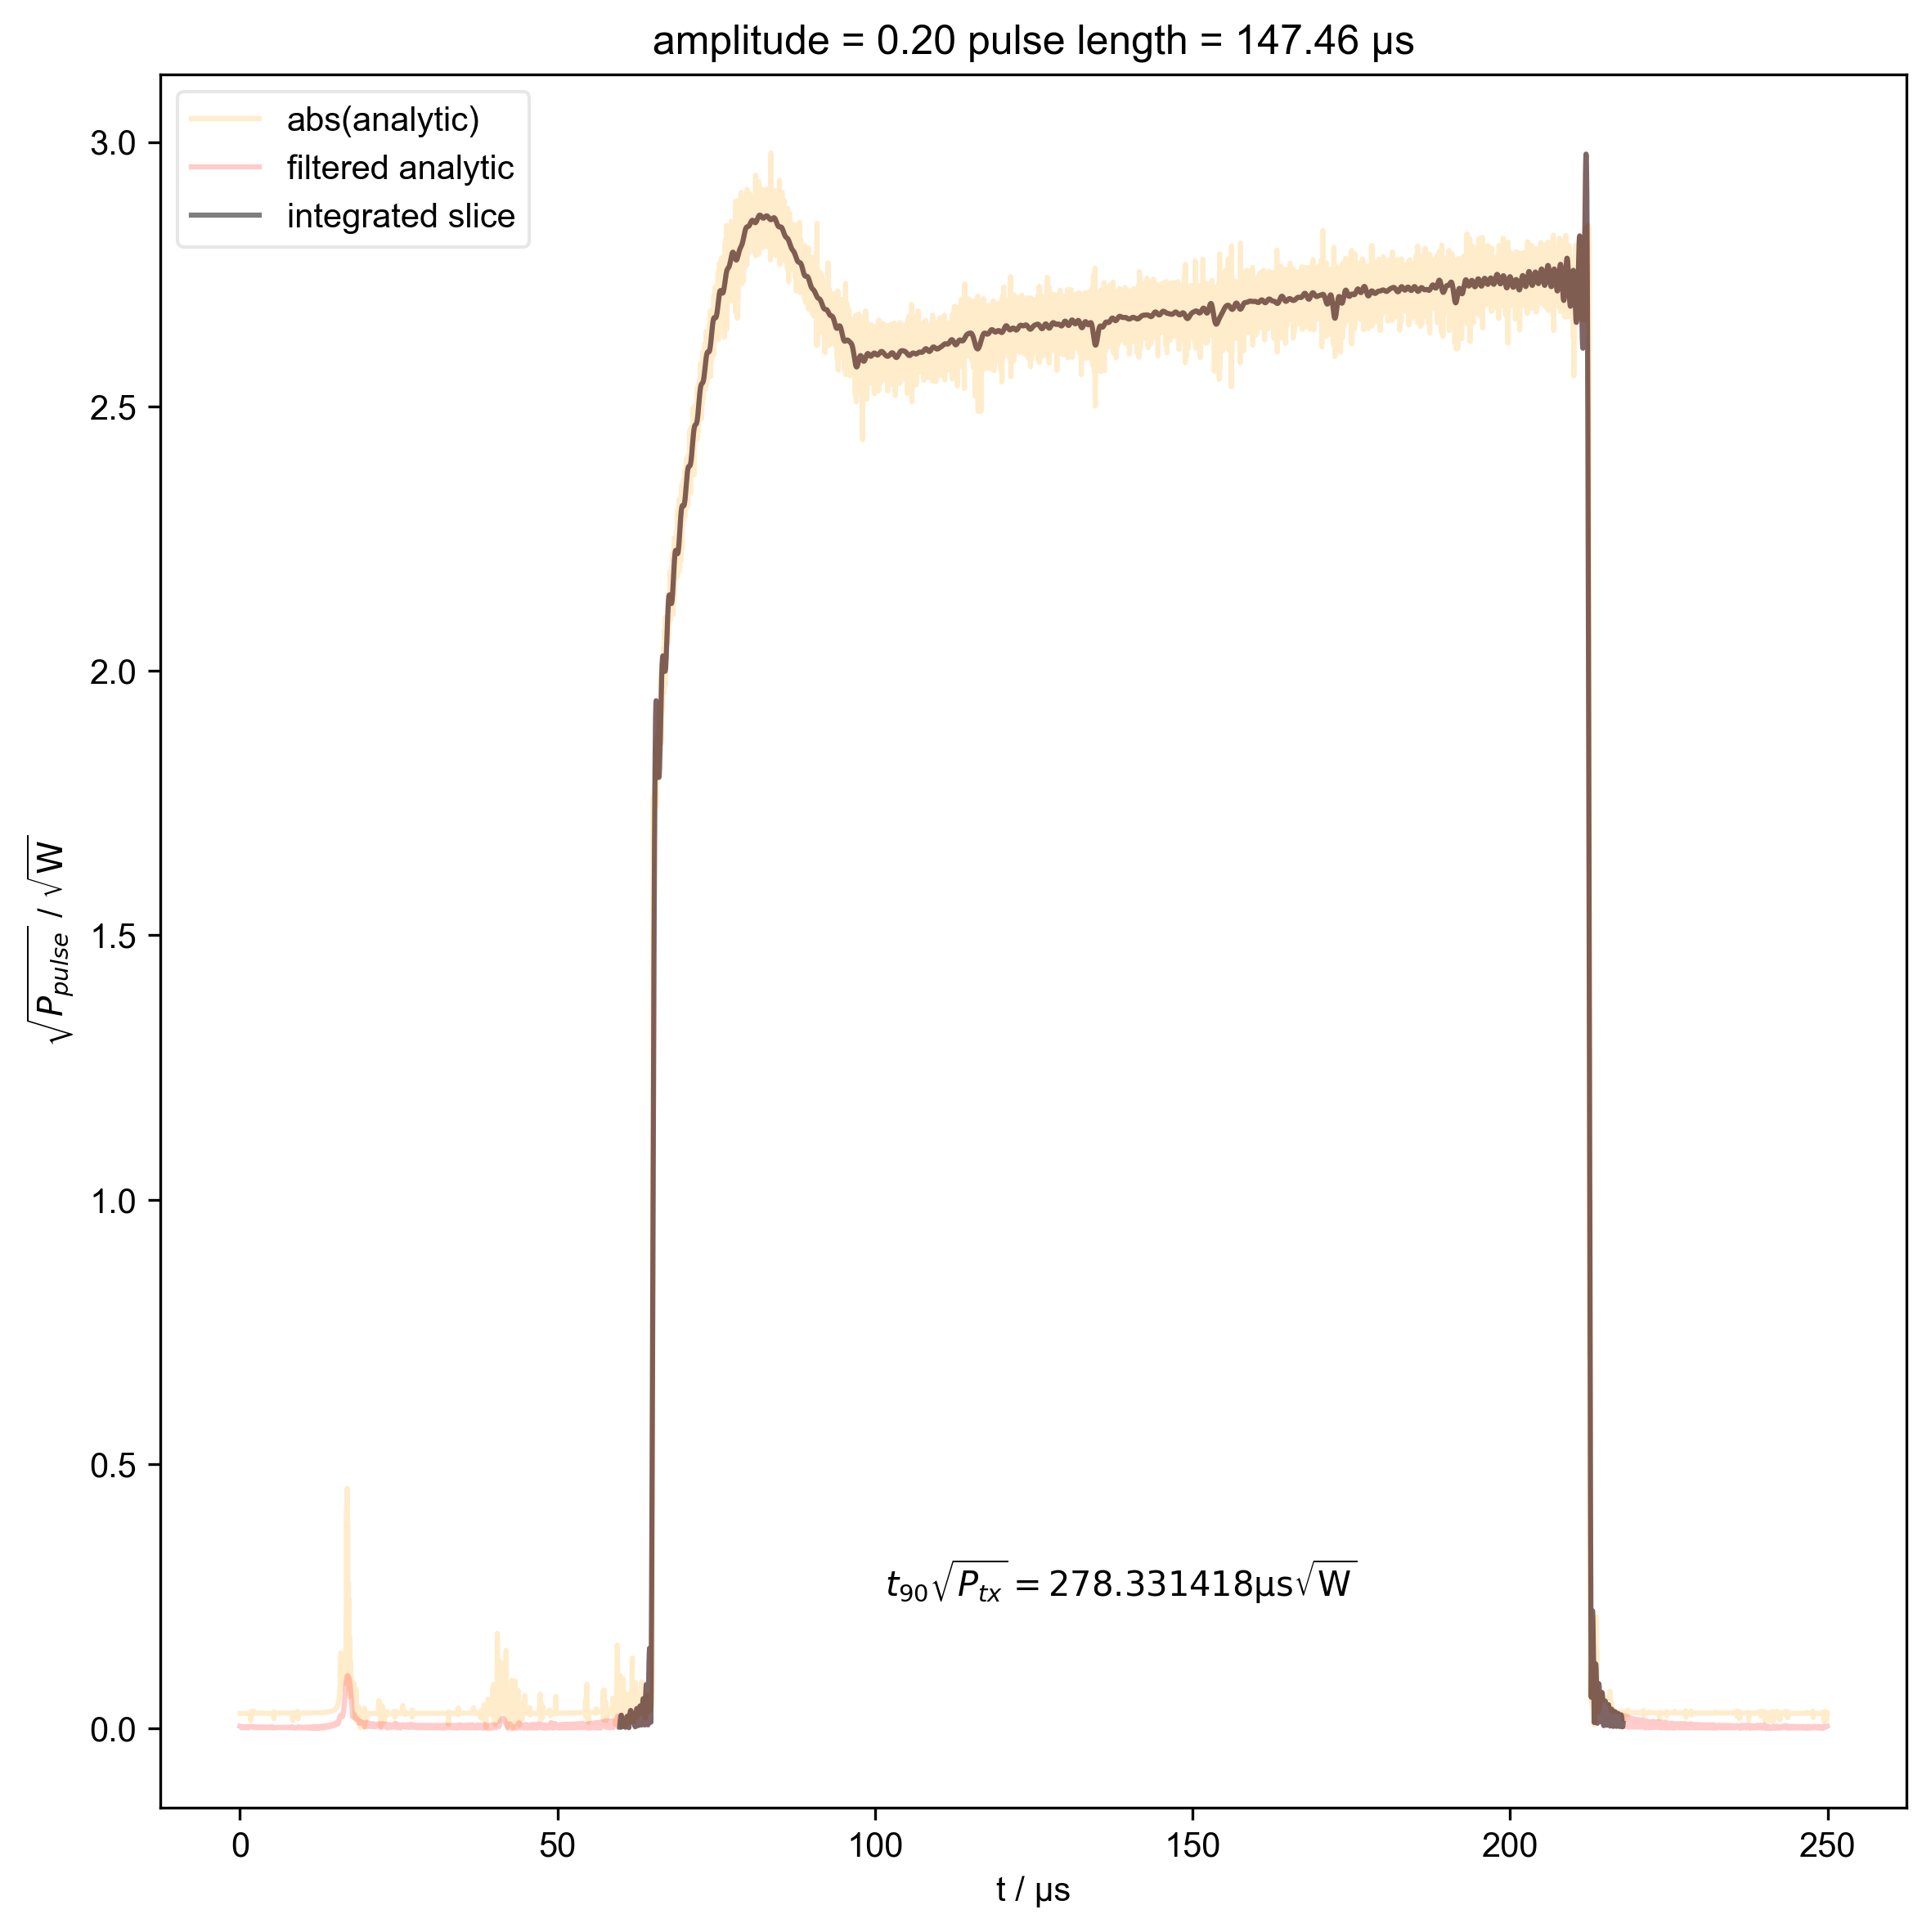 amplitude = 0.20 pulse length = 147.46 μs
abs(analytic)
filtered analytic
integrated slice
3.0
2.5
2.0
1.5
1.0
0.5
0.0
√P_pulse / √W
t₉₀√P_tx = 278.331418μs√W
0 50 100 150 200 250
t / μs